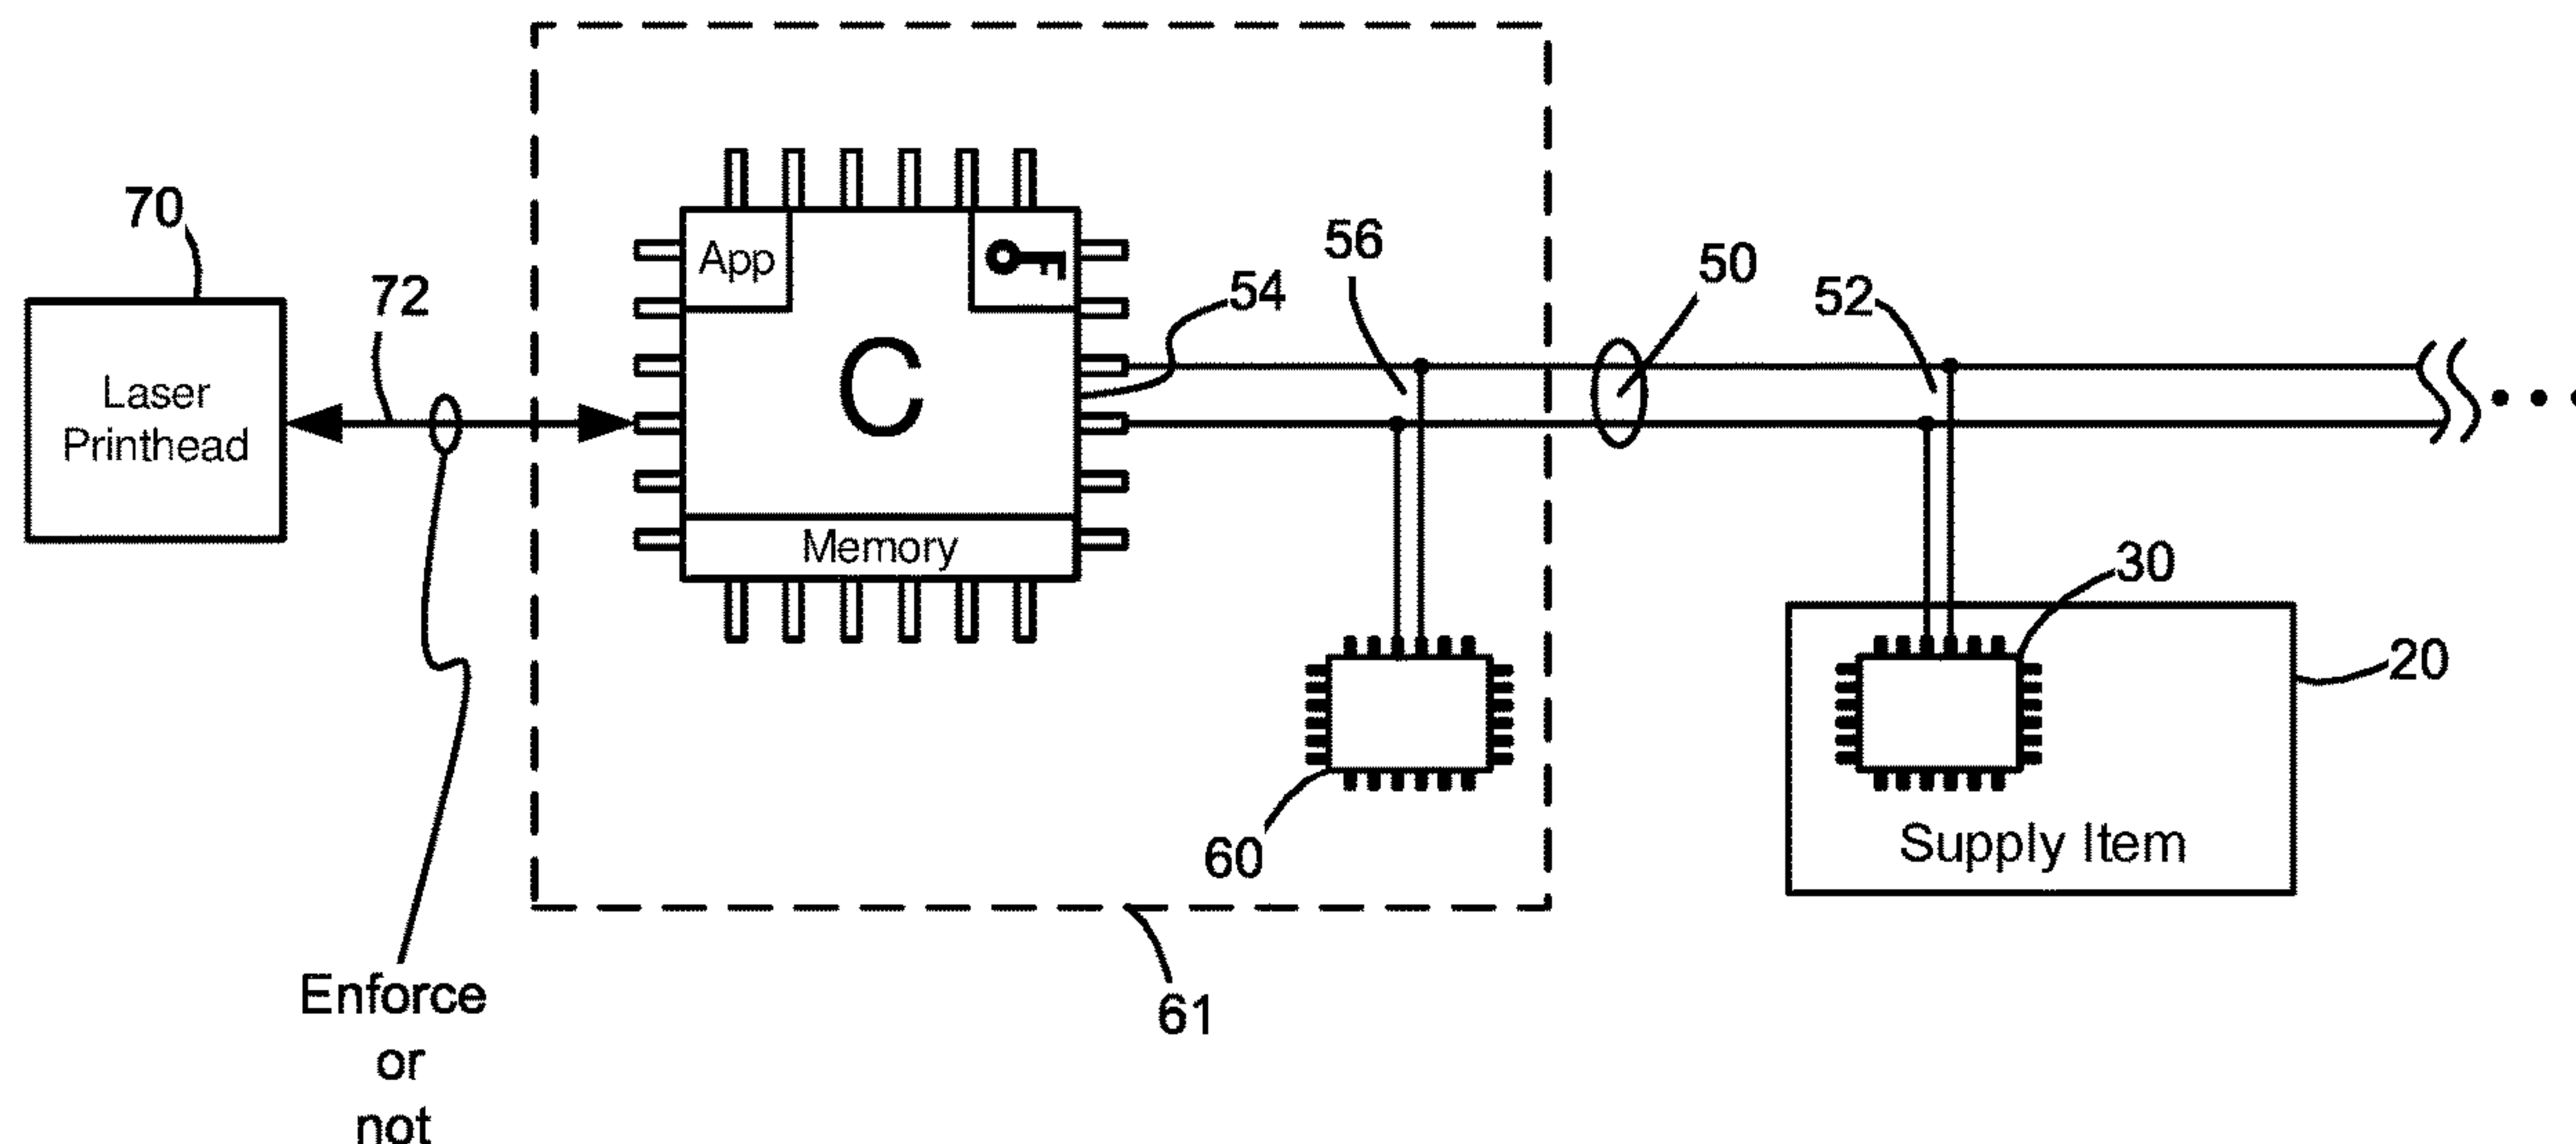 70
72
Laser
Printhead
App
C
Memory
54
56
50
52
30
20
Supply Item
60
61
Enforce
or
not